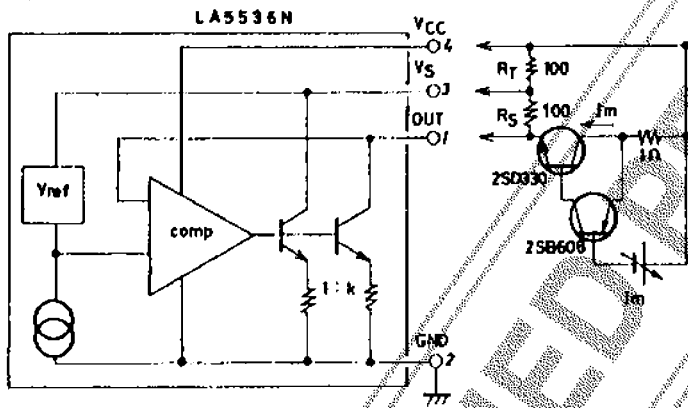 LA5536N
VCC
4
VS
3
OUT
1
Vref
comp
1:k
GND
2
RT 100
RS 100
Im
1Ω
2SD330
2SB608
Im